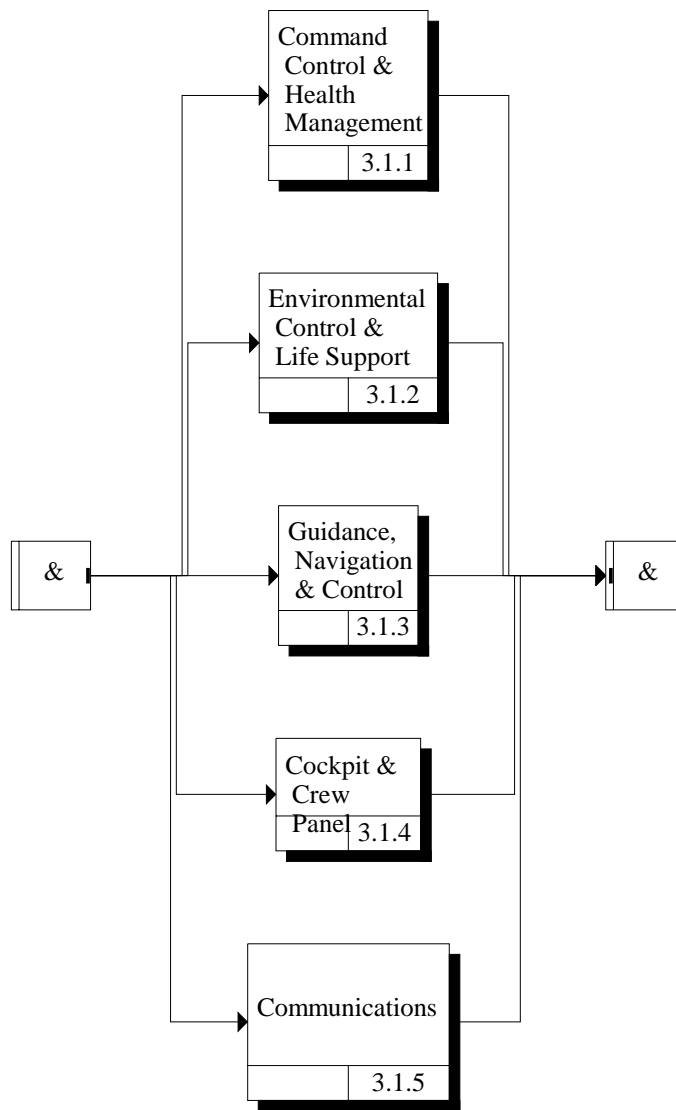 Command
Control &
Health
Management
3.1.1
Environmental
Control &
Life Support
3.1.2
&
Guidance,
Navigation
& Control
3.1.3
&
Cockpit &
Crew
Panel
3.1.4
Communications
3.1.5